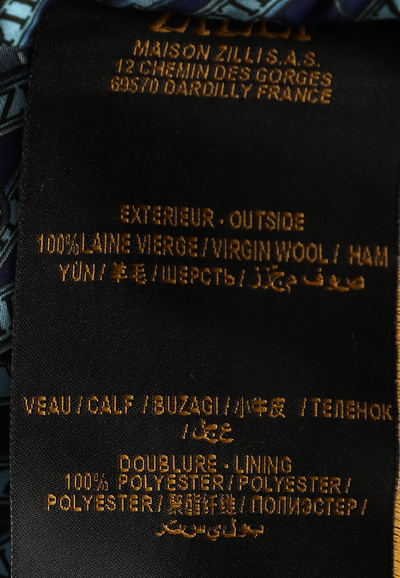 ZILLI
MAISON ZILLI S.A.S.
12 CHEMIN DES GORGES
69570 DARDILLY FRANCE
EXTERIEUR - OUTSIDE
100% LAINE VIERGE / VIRGIN WOOL / HAM
YÜN / 羊毛 / ШЕРСТЬ /
VEAU / CALF / BUZAGI / 小牛皮 / ТЕЛЕНОК
/ عجل
DOUBLURE - LINING
100% POLYESTER / POLYESTER /
POLYESTER / 聚酯纤维 / ПОЛИЭСТЕР /
بوليستر